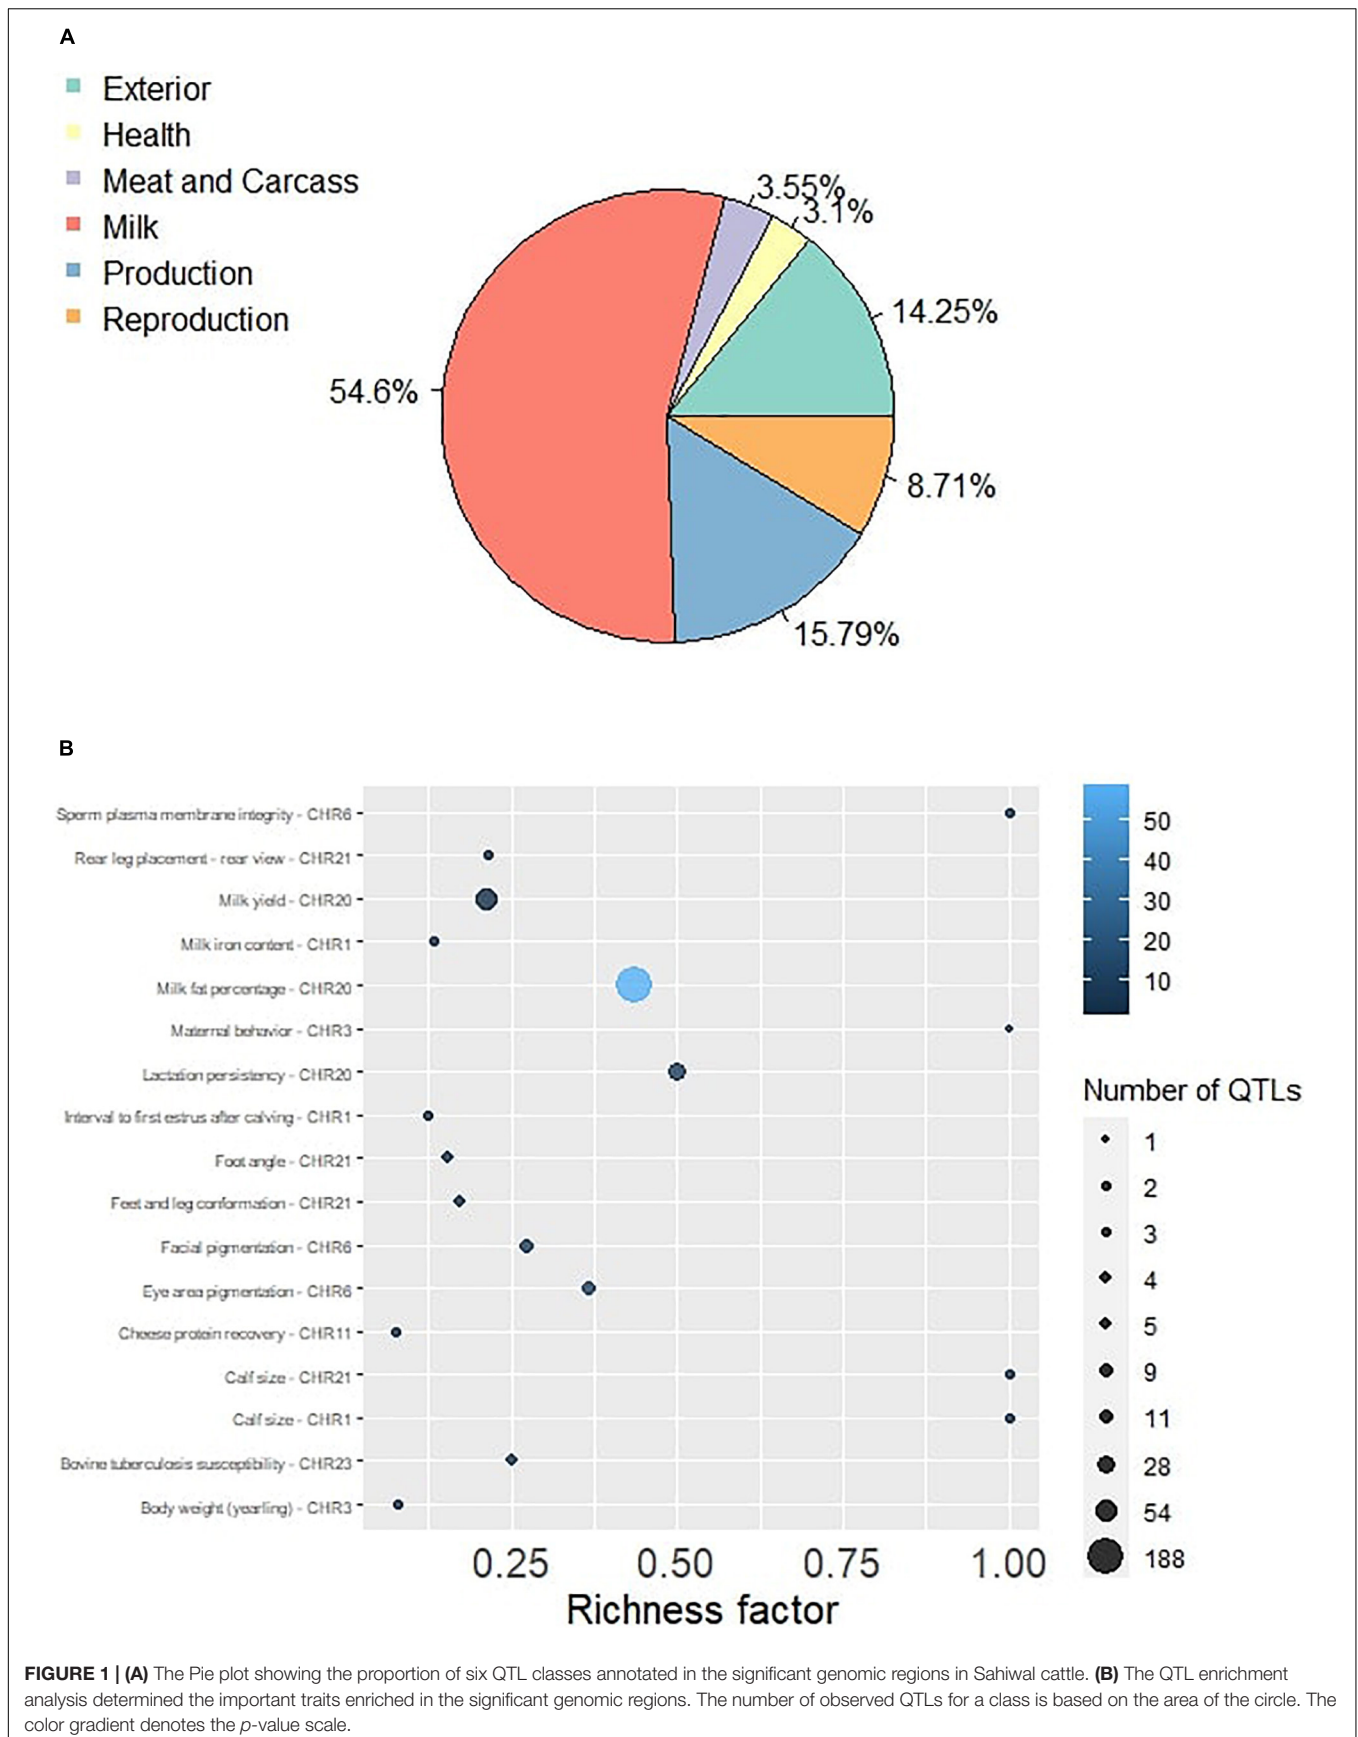 A
Exterior
Health
Meat and Carcass
Milk
Production
Reproduction
3.55%
3.1%
14.25%
54.6%
8.71%
15.79%
B
Sperm plasma membrane integrity - CHR6
Rear leg placement - rear view - CHR21
Milk yield - CHR20
Milk iron content - CHR1
Milk fat percentage - CHR20
Maternal behavior - CHR3
Lactation persistency - CHR20
Interval to first estrus after calving - CHR1
Foot angle - CHR21
Feet and leg conformation - CHR21
Facial pigmentation - CHR6
Eye area pigmentation - CHR6
Cheese protein recovery - CHR11
Calf size - CHR21
Calf size - CHR1
Bovine tuberculosis susceptibility - CHR23
Body weight (yearling) - CHR3
0.25 0.50 0.75 1.00
Richness factor
50
40
30
20
10
Number of QTLs
1
2
3
4
5
9
11
28
54
188
FIGURE 1 | (A) The Pie plot showing the proportion of six QTL classes annotated in the significant genomic regions in Sahiwal cattle. (B) The QTL enrichment
analysis determined the important traits enriched in the significant genomic regions. The number of observed QTLs for a class is based on the area of the circle. The
color gradient denotes the p-value scale.